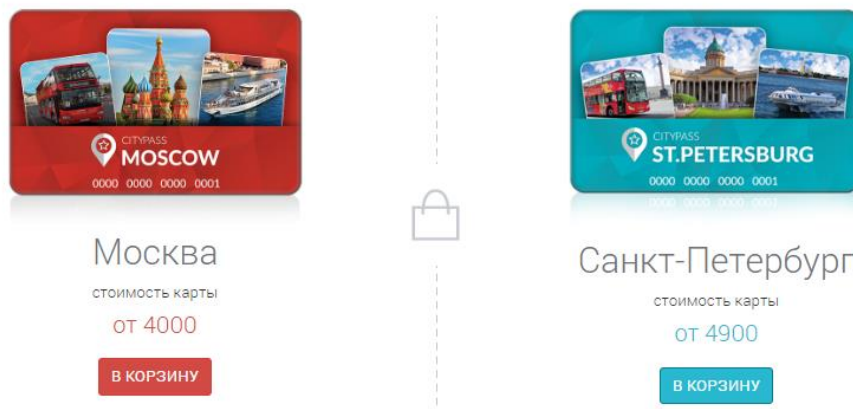 CITYPASS
MOSCOW
0000 0000 0000 0001
Москва
стоимость карты
от 4000
В КОРЗИНУ
CITYPASS
ST.PETERSBURG
0000 0000 0000 0001
Санкт-Петербург
стоимость карты
от 4900
В КОРЗИНУ